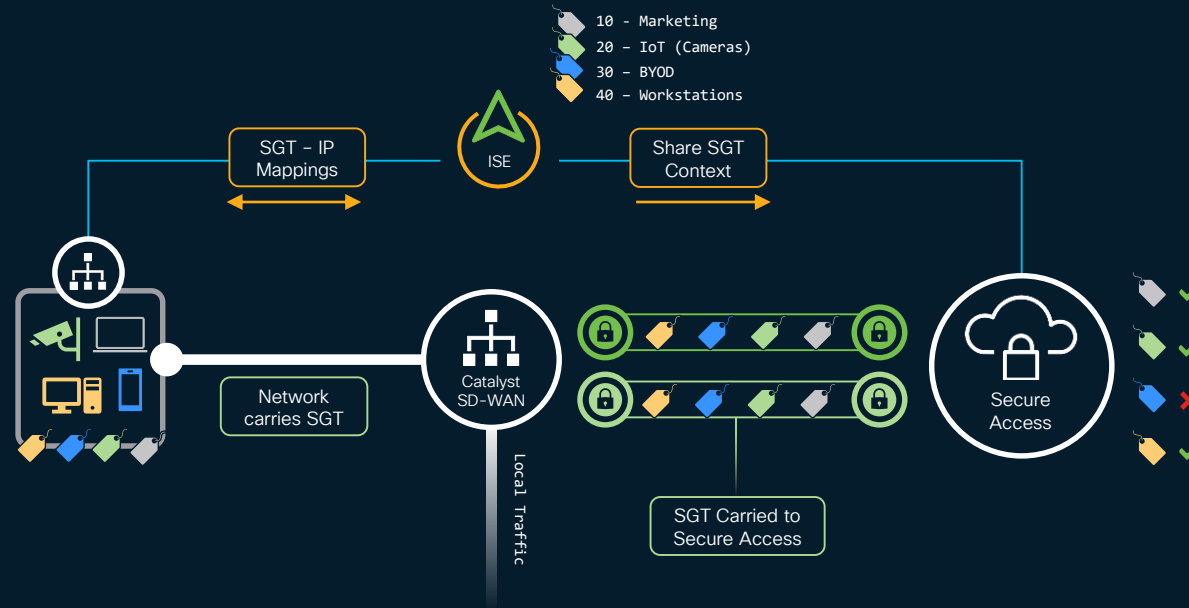 10 - Marketing
20 – IoT (Cameras)
30 – BYOD
40 – Workstations
SGT – IP
Mappings
ISE
Share SGT
Context
Catalyst
SD-WAN
Network
carries SGT
Secure
Access
Local Traffic
SGT Carried to
Secure Access